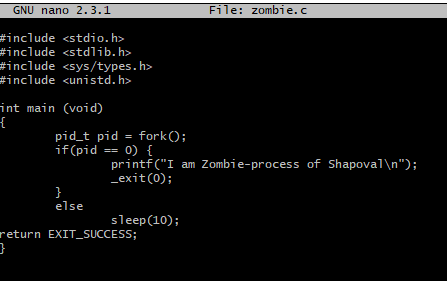 GNU nano 2.3.1 File: zombie.c
#include <stdio.h>
#include <stdlib.h>
#include <sys/types.h>
#include <unistd.h>
int main (void)
{
pid_t pid = fork();
if(pid == 0) {
printf("I am Zombie-process of Shapoval\n");
_exit(0);
}
else
sleep(10);
return EXIT_SUCCESS;
}